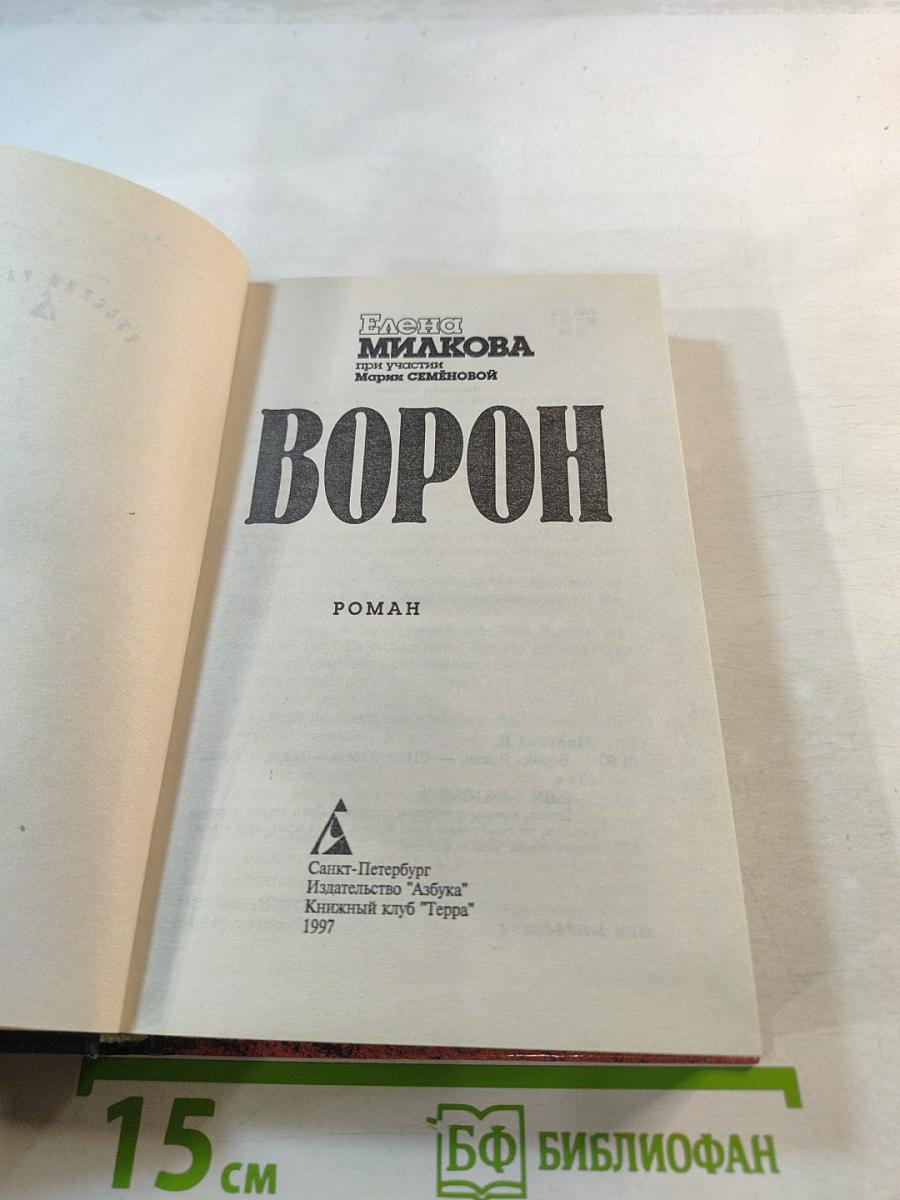 Елена
МИЛКОВА
при участии
Марии СЕМЁНОВОЙ
ВОРОН
РОМАН
Санкт-Петербург
Издательство "Азбука"
Книжный клуб "Терра"
1997
15 см
БФ БИБЛИОФАН